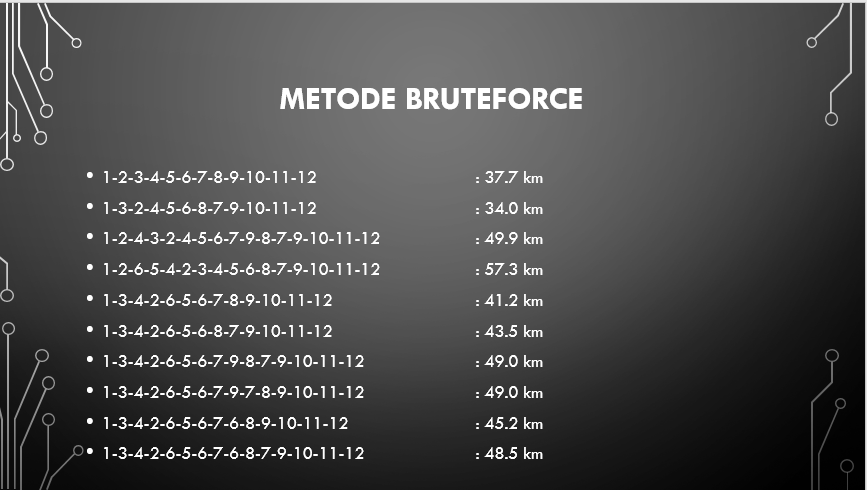 METODE BRUTEFORCE
• 1-2-3-4-5-6-7-8-9-10-11-12 : 37.7 km
• 1-3-2-4-5-6-8-7-9-10-11-12 : 34.0 km
• 1-2-4-3-2-4-5-6-7-9-8-7-9-10-11-12 : 49.9 km
• 1-2-6-5-4-2-3-4-5-6-8-7-9-10-11-12 : 57.3 km
• 1-3-4-2-6-5-6-7-8-9-10-11-12 : 41.2 km
• 1-3-4-2-6-5-6-8-7-9-10-11-12 : 43.5 km
• 1-3-4-2-6-5-6-7-9-8-7-9-10-11-12 : 49.0 km
• 1-3-4-2-6-5-6-7-9-7-8-9-10-11-12 : 49.0 km
• 1-3-4-2-6-5-6-7-6-8-9-10-11-12 : 45.2 km
• 1-3-4-2-6-5-6-7-6-8-7-9-10-11-12 : 48.5 km